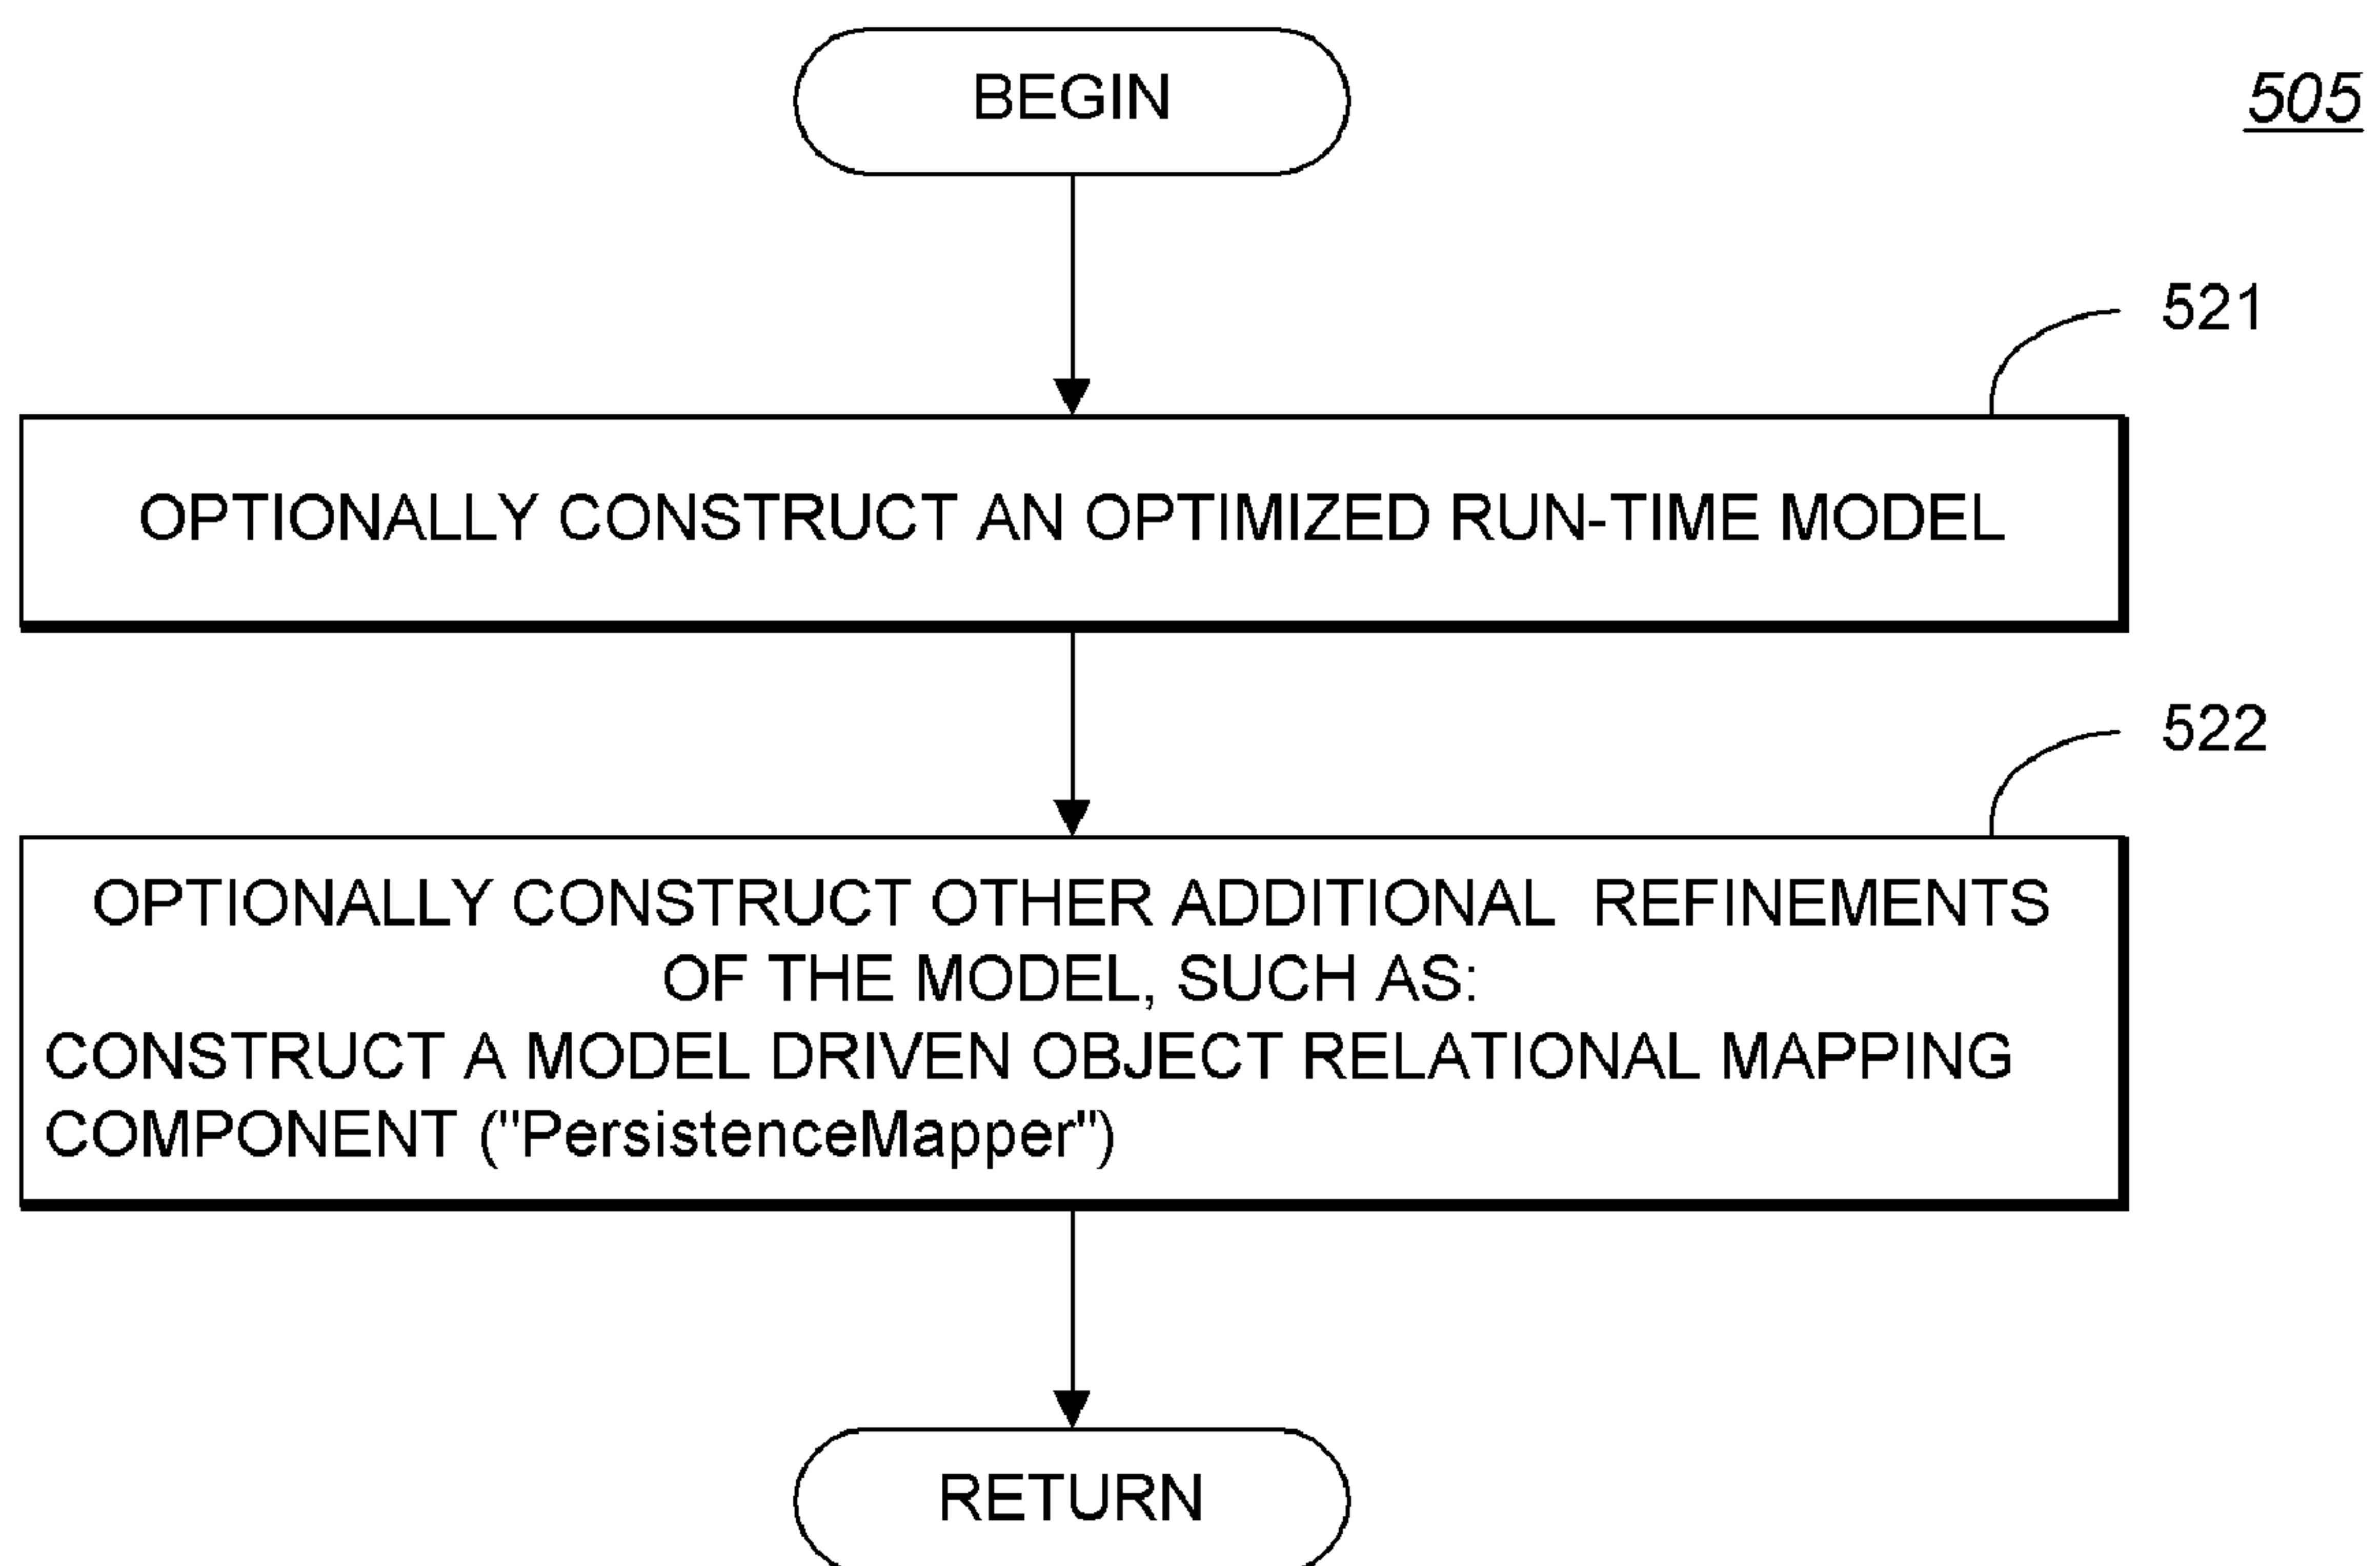 BEGIN
505
521
OPTIONALLY CONSTRUCT AN OPTIMIZED RUN-TIME MODEL
522
OPTIONALLY CONSTRUCT OTHER ADDITIONAL REFINEMENTS
OF THE MODEL, SUCH AS:
CONSTRUCT A MODEL DRIVEN OBJECT RELATIONAL MAPPING
COMPONENT ("PersistenceMapper")
RETURN